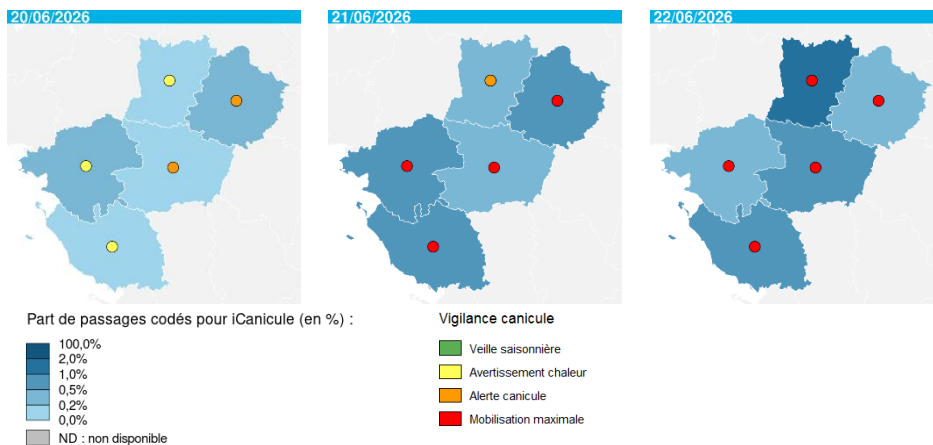 20/06/2026
21/06/2026
22/06/2026
Part de passages codés pour iCanicule (en %) :
100,0%
2,0%
1,0%
0,5%
0,2%
0,0%
ND : non disponible
Vigilance canicule
Veille saisonnière
Avertissement chaleur
Alerte canicule
Mobilisation maximale